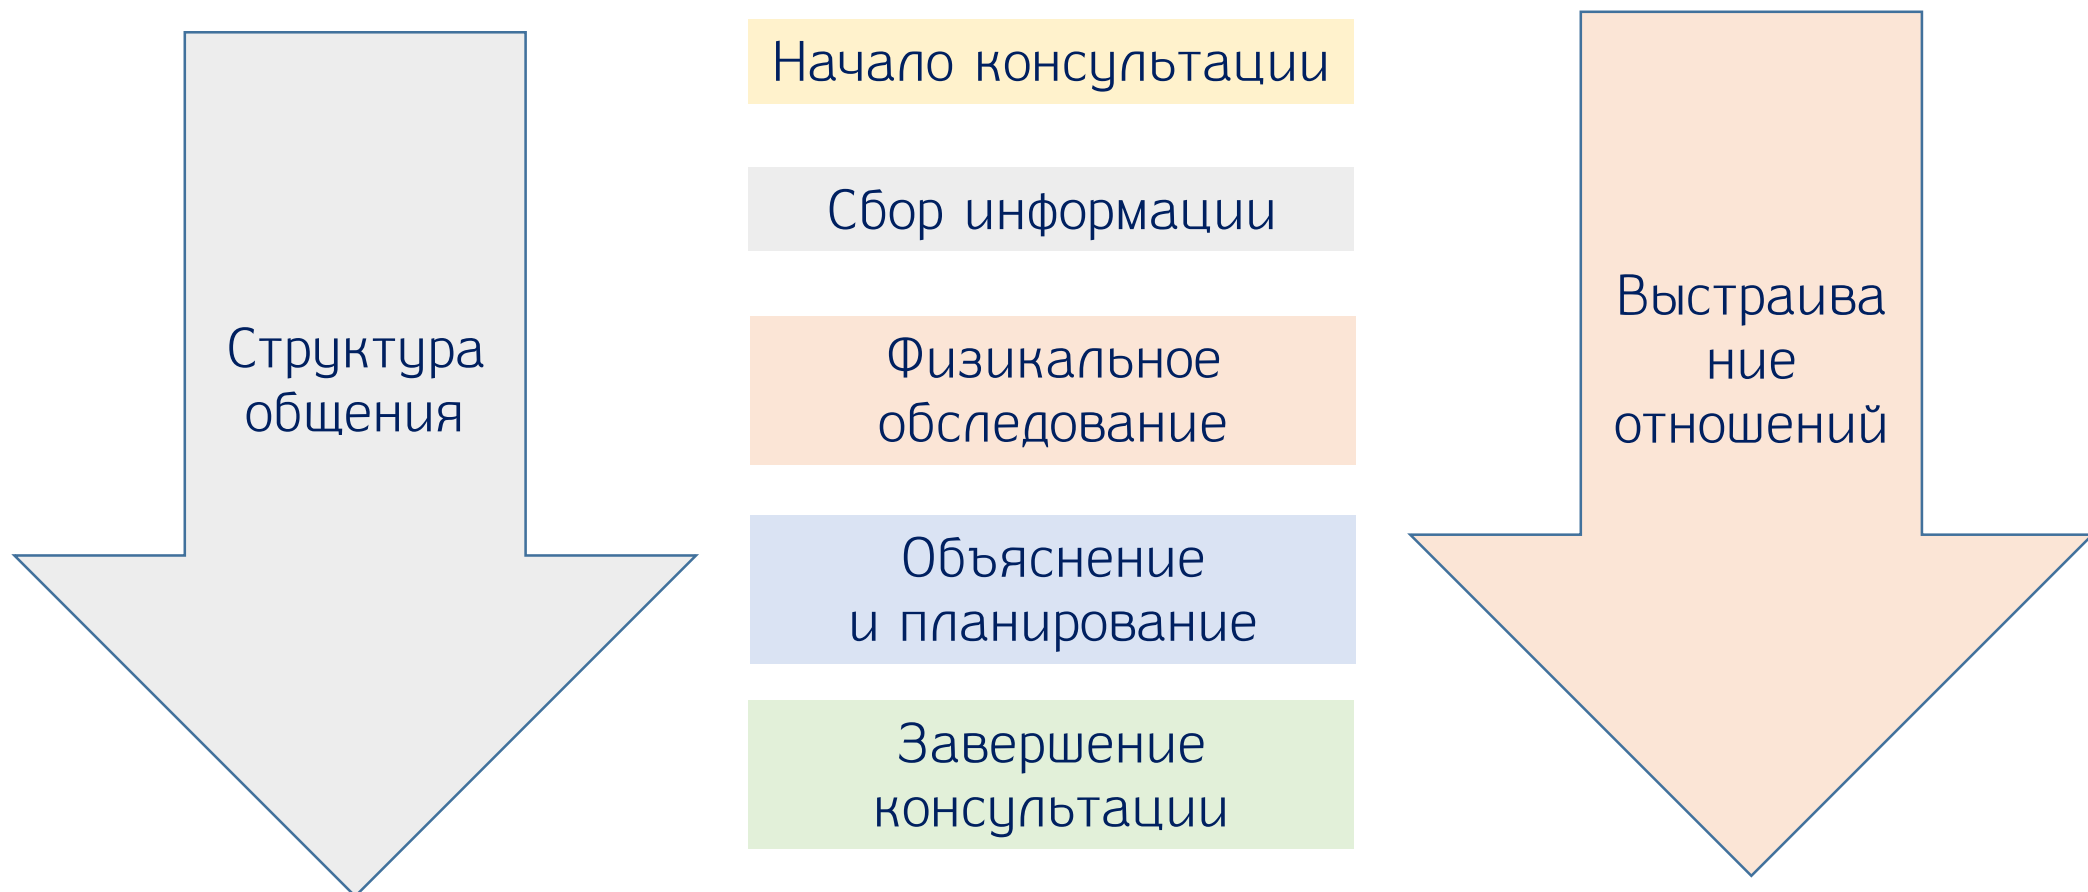 Структура
общения
Начало консультации
Сбор информации
Физикальное
обследование
Объяснение
и планирование
Завершение
консультации
Выстраива
ние
отношений